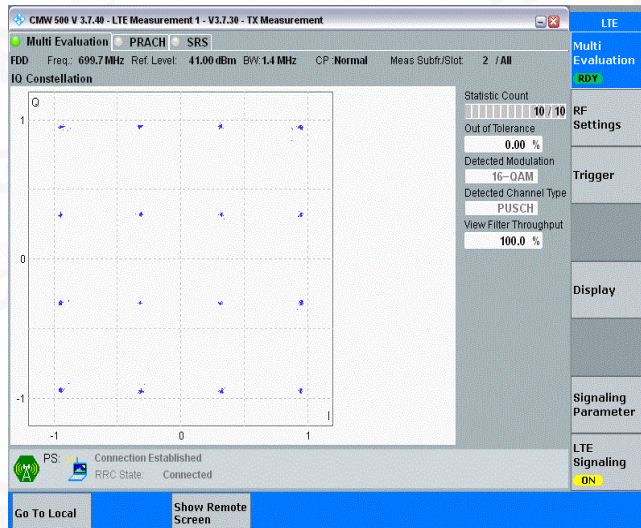 CMW 500 V 3.7.40 - LTE Measurement 1 - V3.7.30 - TX Measurement
LTE
Multi Evaluation PRACH SRS
Multi
Evaluation
RDY
FDD Freq.: 699.7 MHz Ref. Level: 41.00 dBm BW: 1.4 MHz CP :Normal Meas Subfr./Slot: 2 / All
IQ Constellation
Q
1
0
-1
-1 0 1
I
Statistic Count
10 / 10
Out of Tolerance
0.00 %
Detected Modulation
16-QAM
Detected Channel Type
PUSCH
View Filter Throughput
100.0 %
RF
Settings
Trigger
Display
Signaling
Parameter
LTE
Signaling
ON
PS: Connection Established
RRC State: Connected
Go To Local
Show Remote
Screen